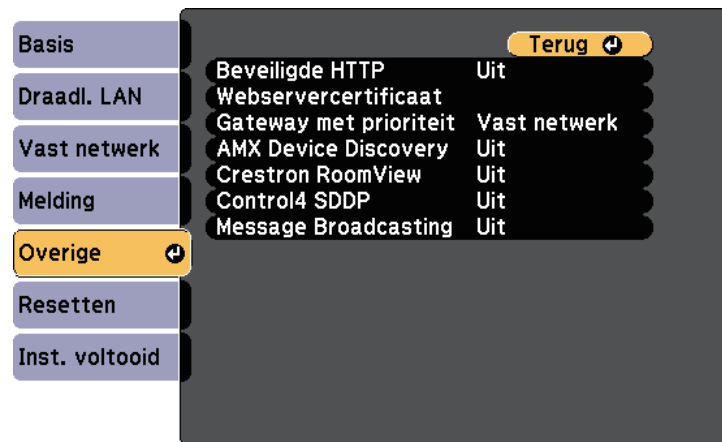 Basis
Draadl. LAN
Vast netwerk
Melding
Overige
Resetten
Inst. voltooid
Terug
Beveiligde HTTP Uit
Webservercertificaat
Gateway met prioriteit Vast netwerk
AMX Device Discovery Uit
Crestron RoomView Uit
Control4 SDDP Uit
Message Broadcasting Uit